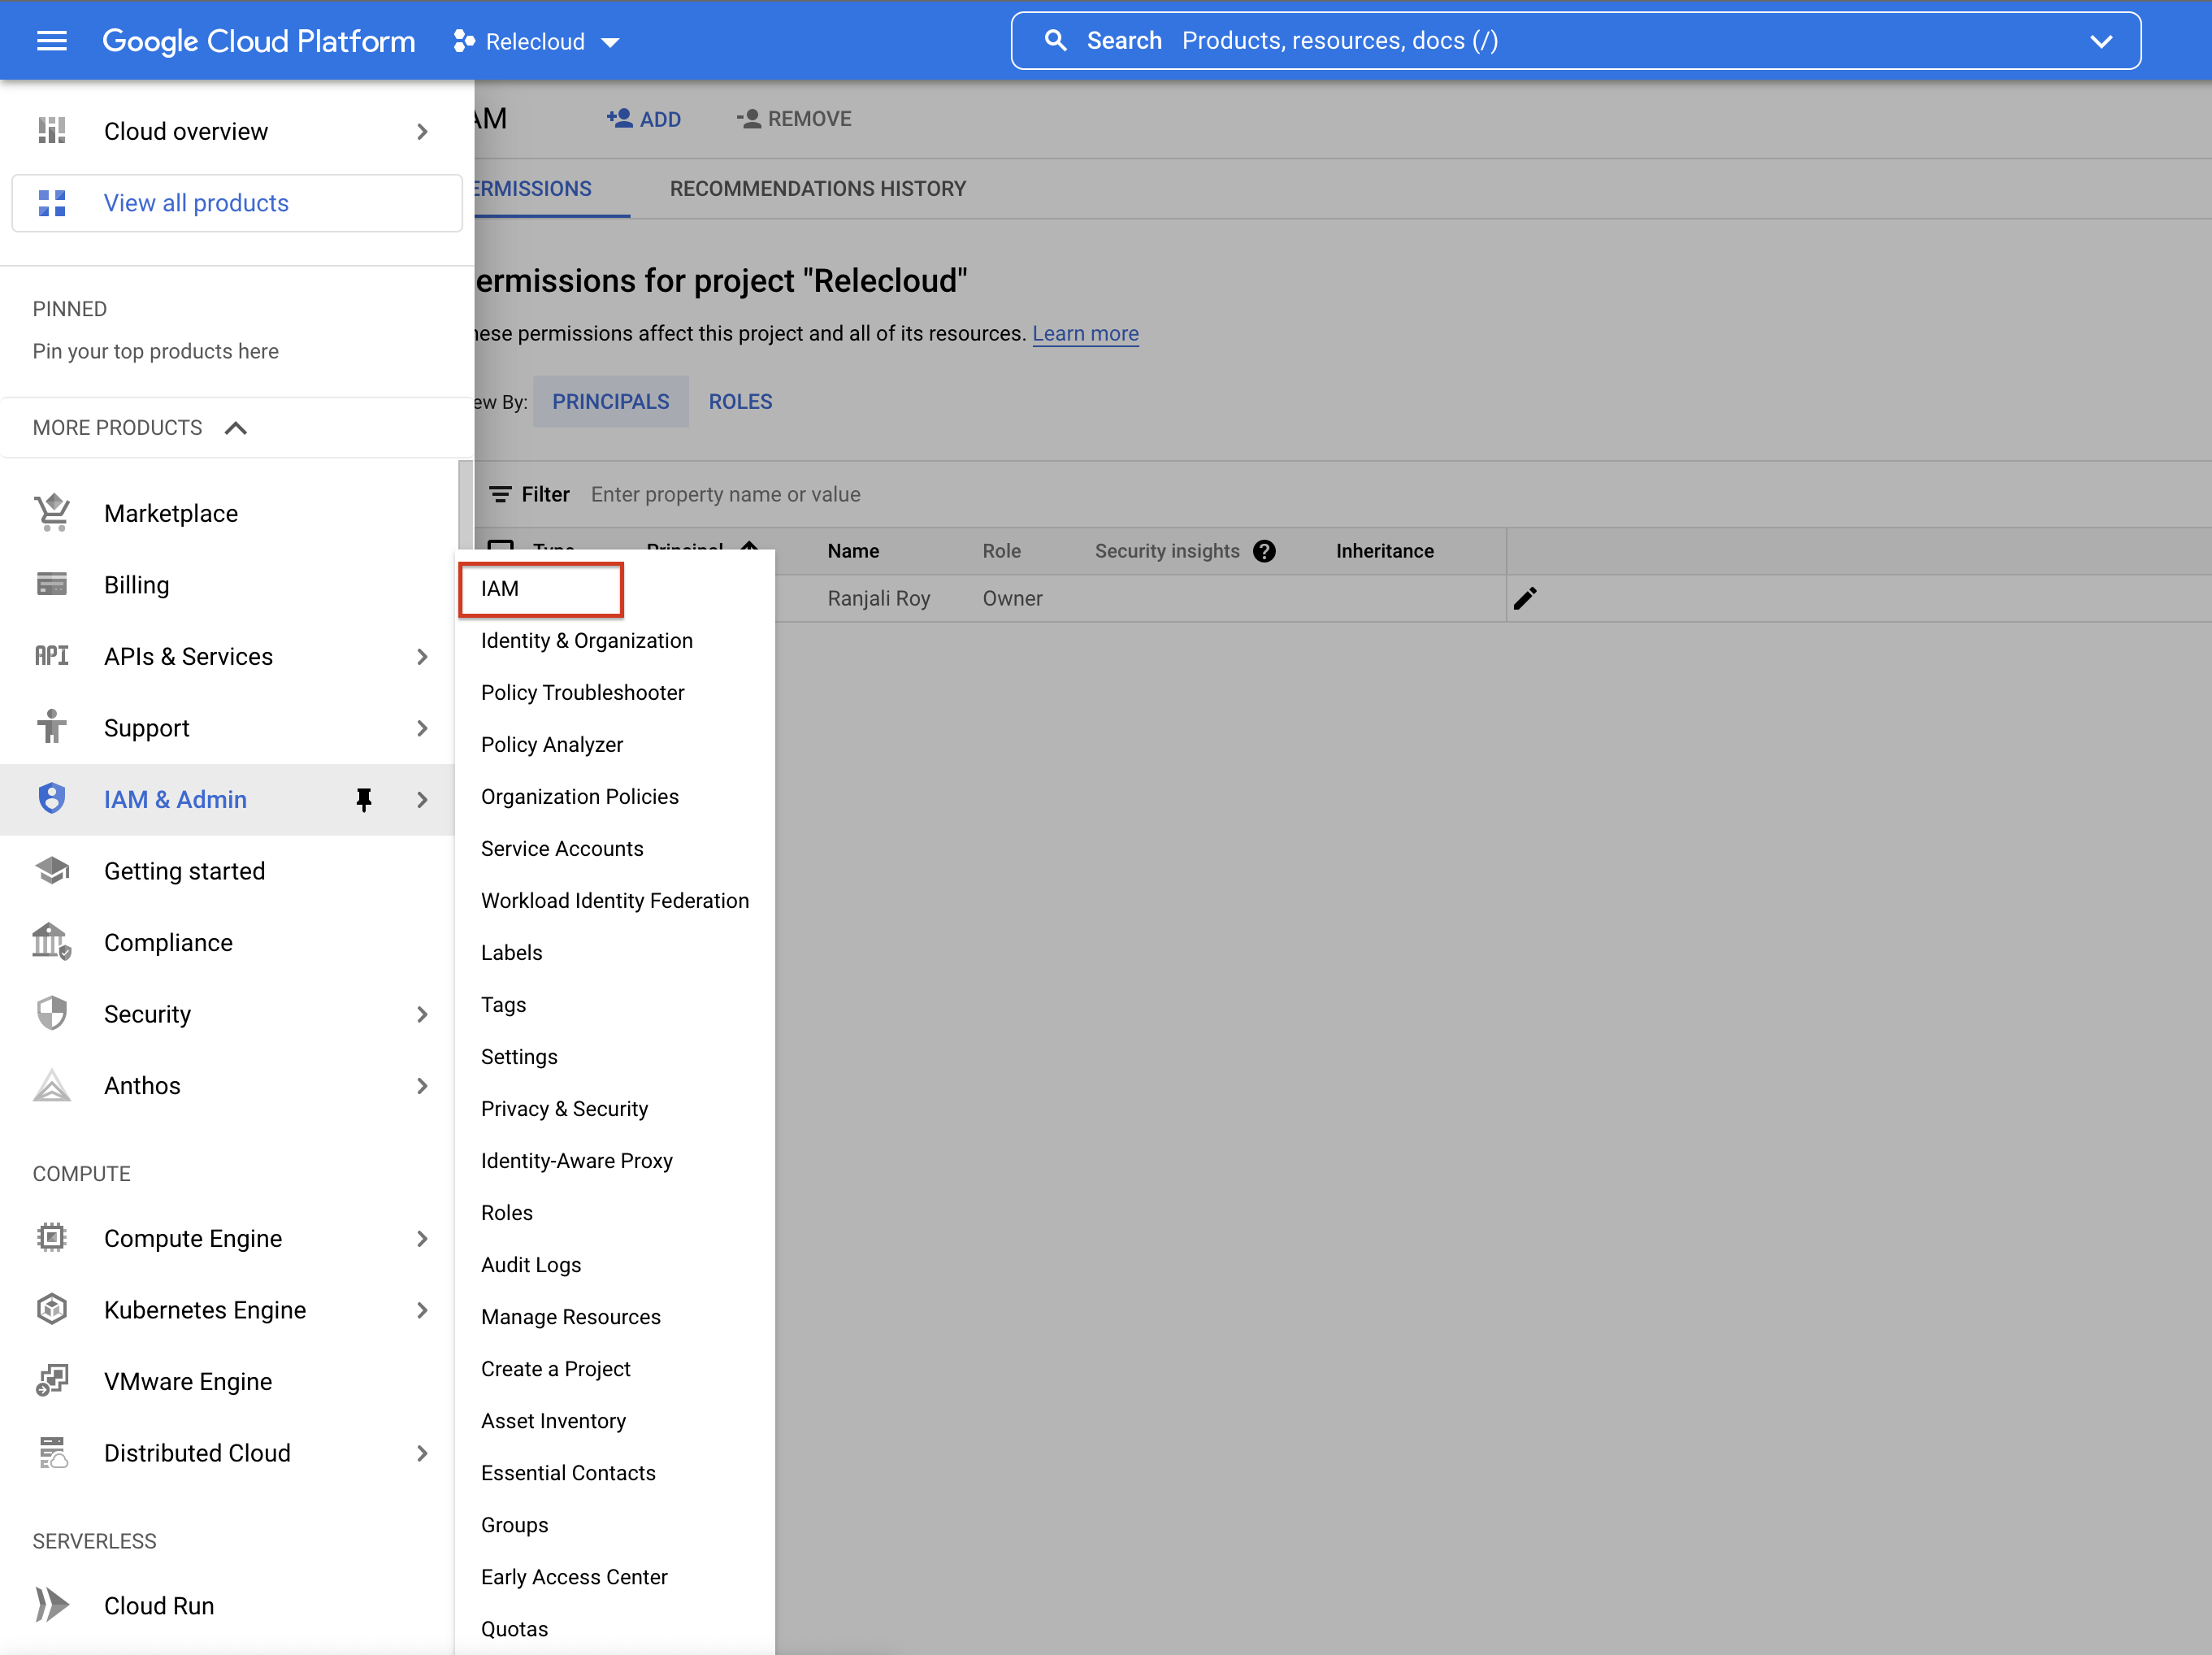 Google Cloud Platform
Relecloud
Search Products, resources, docs (/)
Cloud overview
View all products
PINNED
Pin your top products here
MORE PRODUCTS
Marketplace
Billing
API APIs & Services
Support
IAM & Admin
Getting started
Compliance
Security
Anthos
COMPUTE
Compute Engine
Kubernetes Engine
VMware Engine
Distributed Cloud
SERVERLESS
Cloud Run
AM
ADD
REMOVE
ERMISSIONS
RECOMMENDATIONS HISTORY
ermissions for project "Relecloud"
hese permissions affect this project and all of its resources. Learn more
ew By: PRINCIPALS ROLES
Filter Enter property name or value
Type Principal Name Role Security insights ? Inheritance
Ranjali Roy Owner
IAM
Identity & Organization
Policy Troubleshooter
Policy Analyzer
Organization Policies
Service Accounts
Workload Identity Federation
Labels
Tags
Settings
Privacy & Security
Identity-Aware Proxy
Roles
Audit Logs
Manage Resources
Create a Project
Asset Inventory
Essential Contacts
Groups
Early Access Center
Quotas